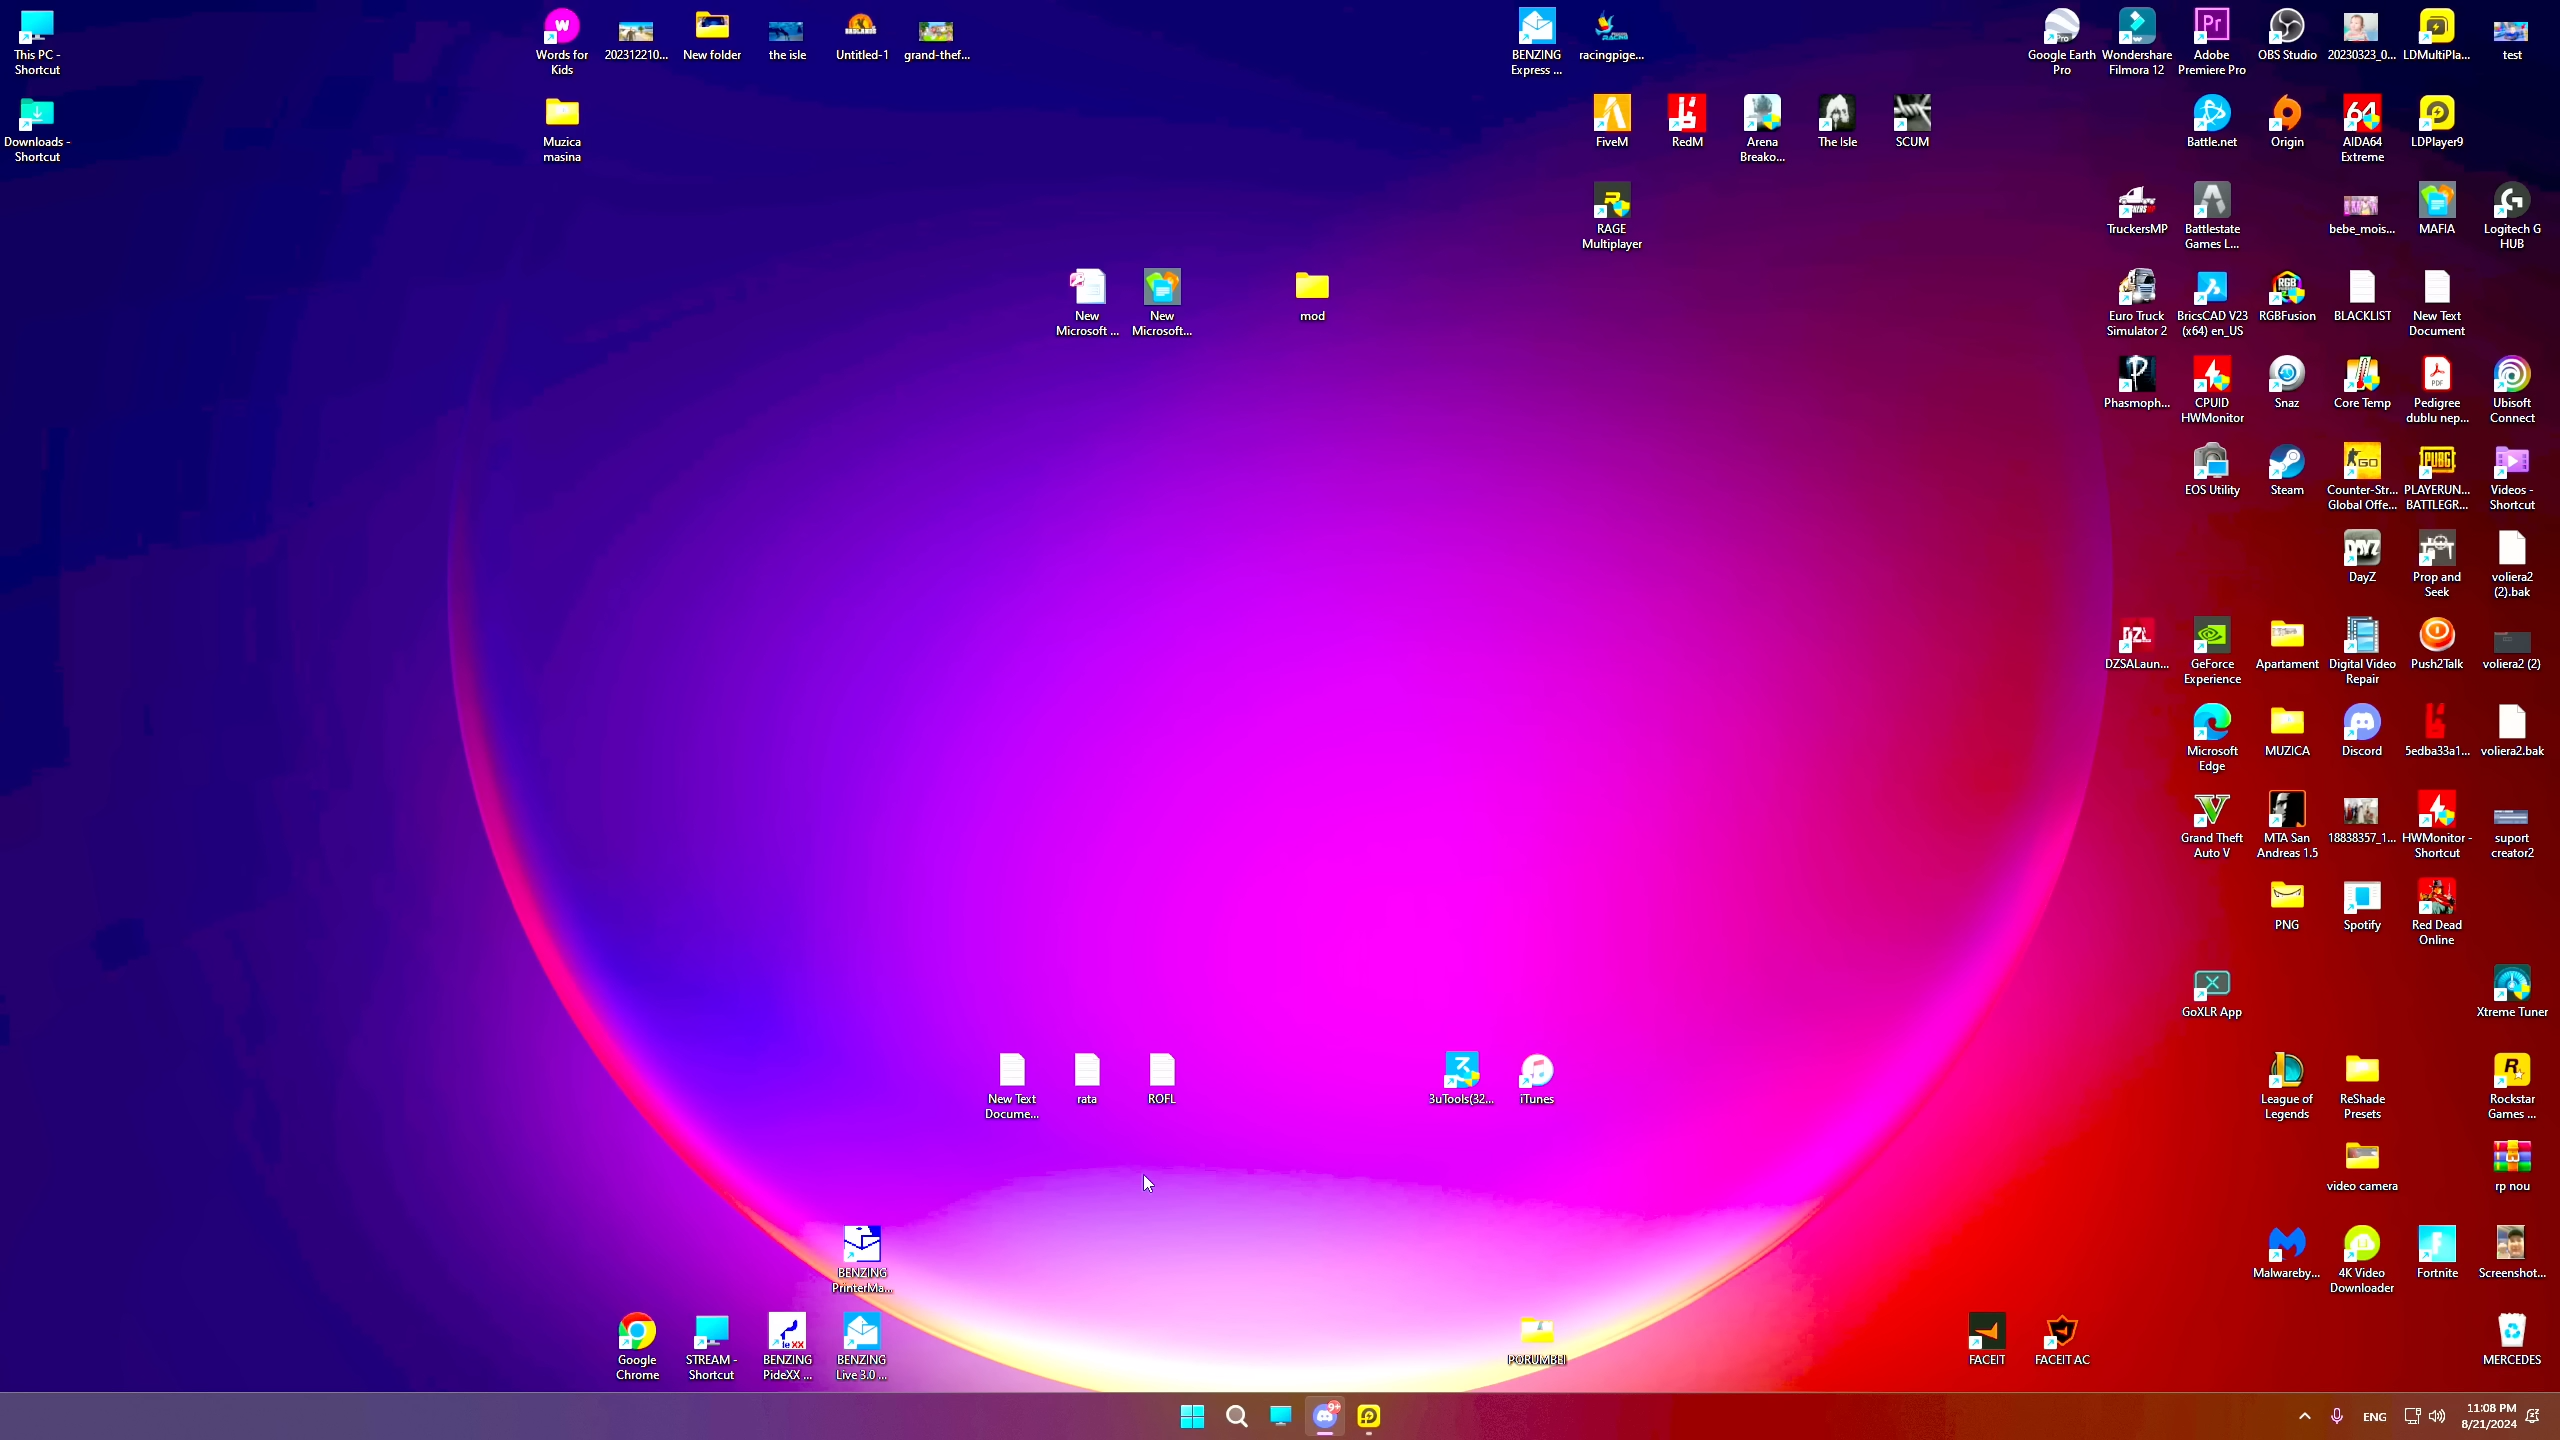 This PC -
Shortcut
Words for
Kids
202312210...
New folder
the isle
Untitled-1
grand-thef...
BENZING
Express ...
racingpige...
Google Earth
Pro
Wondershare
Filmora 12
Adobe
Premiere Pro
OBS Studio
20230323_0...
LDMultiPla...
test
Downloads -
Shortcut
Muzica
masina
FiveM
RedM
Arena
Breako...
The Isle
SCUM
Battle.net
Origin
64
AIDA64
Extreme
LDPlayer9
RAGE
Multiplayer
TruckersMP
Battlestate
Games L...
bebe_mois...
MAFIA
Logitech G
HUB
New
Microsoft ...
New
Microsoft...
mod
Euro Truck
Simulator 2
BricsCAD V23
(x64) en_US
RGB
RGBFusion
BLACKLIST
New Text
Document
Phasmoph...
CPUID
HWMonitor
Snaz
Core Temp
PDF
Pedigree
dublu nep...
Ubisoft
Connect
EOS Utility
Steam
GO
Counter-Str...
Global Offe...
PUBG
PLAYERUN...
BATTLEGR...
Videos -
Shortcut
DAYZ
DayZ
Prop and
Seek
voliera2
(2).bak
DZSALaun...
GeForce
Experience
Apartament
Digital Video
Repair
Push2Talk
voliera2 (2)
Microsoft
Edge
MUZICA
Discord
5edba33a1...
voliera2.bak
Grand Theft
Auto V
MTA San
Andreas 1.5
18838357_1...
HWMonitor -
Shortcut
suport
creator2
PNG
Spotify
Red Dead
Online
GoXLR App
Xtreme Tuner
New Text
Docume...
rata
ROFL
3uTools(32...
iTunes
League of
Legends
ReShade
Presets
Rockstar
Games ...
video camera
rp nou
BENZING
PrinterMa...
Malwareby...
4K Video
Downloader
Fortnite
Screenshot...
Google
Chrome
STREAM -
Shortcut
BENZING
PideXX ...
BENZING
Live 3.0 ...
PORUMBEI
FACEIT
FACEIT AC
MERCEDES
9+
ENG
11:08 PM
8/21/2024